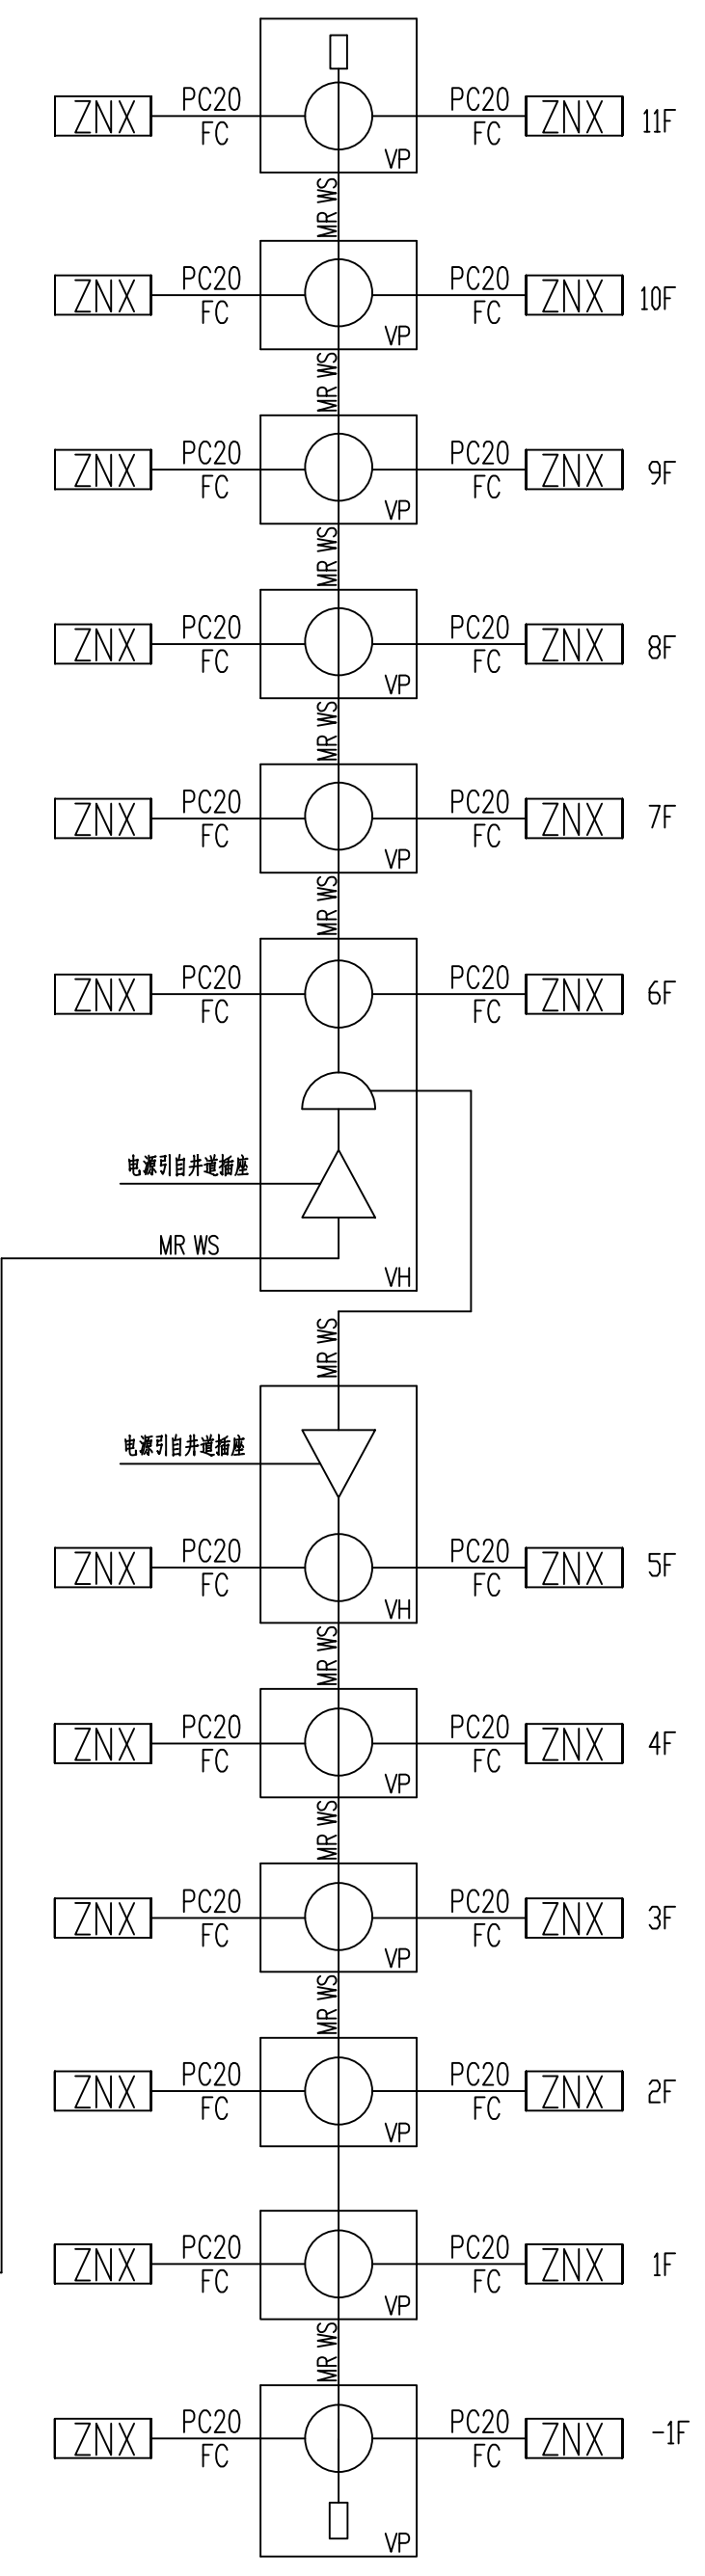 ZNX PC20 FC VP PC20 FC ZNX 11F
MR WS
ZNX PC20 FC VP PC20 FC ZNX 10F
MR WS
ZNX PC20 FC VP PC20 FC ZNX 9F
MR WS
ZNX PC20 FC VP PC20 FC ZNX 8F
MR WS
ZNX PC20 FC VP PC20 FC ZNX 7F
MR WS
ZNX PC20 FC PC20 FC ZNX 6F
电源引自井道插座
MR WS
VH
MR WS
电源引自井道插座
ZNX PC20 FC VH PC20 FC ZNX 5F
MR WS
ZNX PC20 FC VP PC20 FC ZNX 4F
MR WS
ZNX PC20 FC VP PC20 FC ZNX 3F
MR WS
ZNX PC20 FC VP PC20 FC ZNX 2F
ZNX PC20 FC VP PC20 FC ZNX 1F
MR WS
ZNX PC20 FC VP PC20 FC ZNX -1F